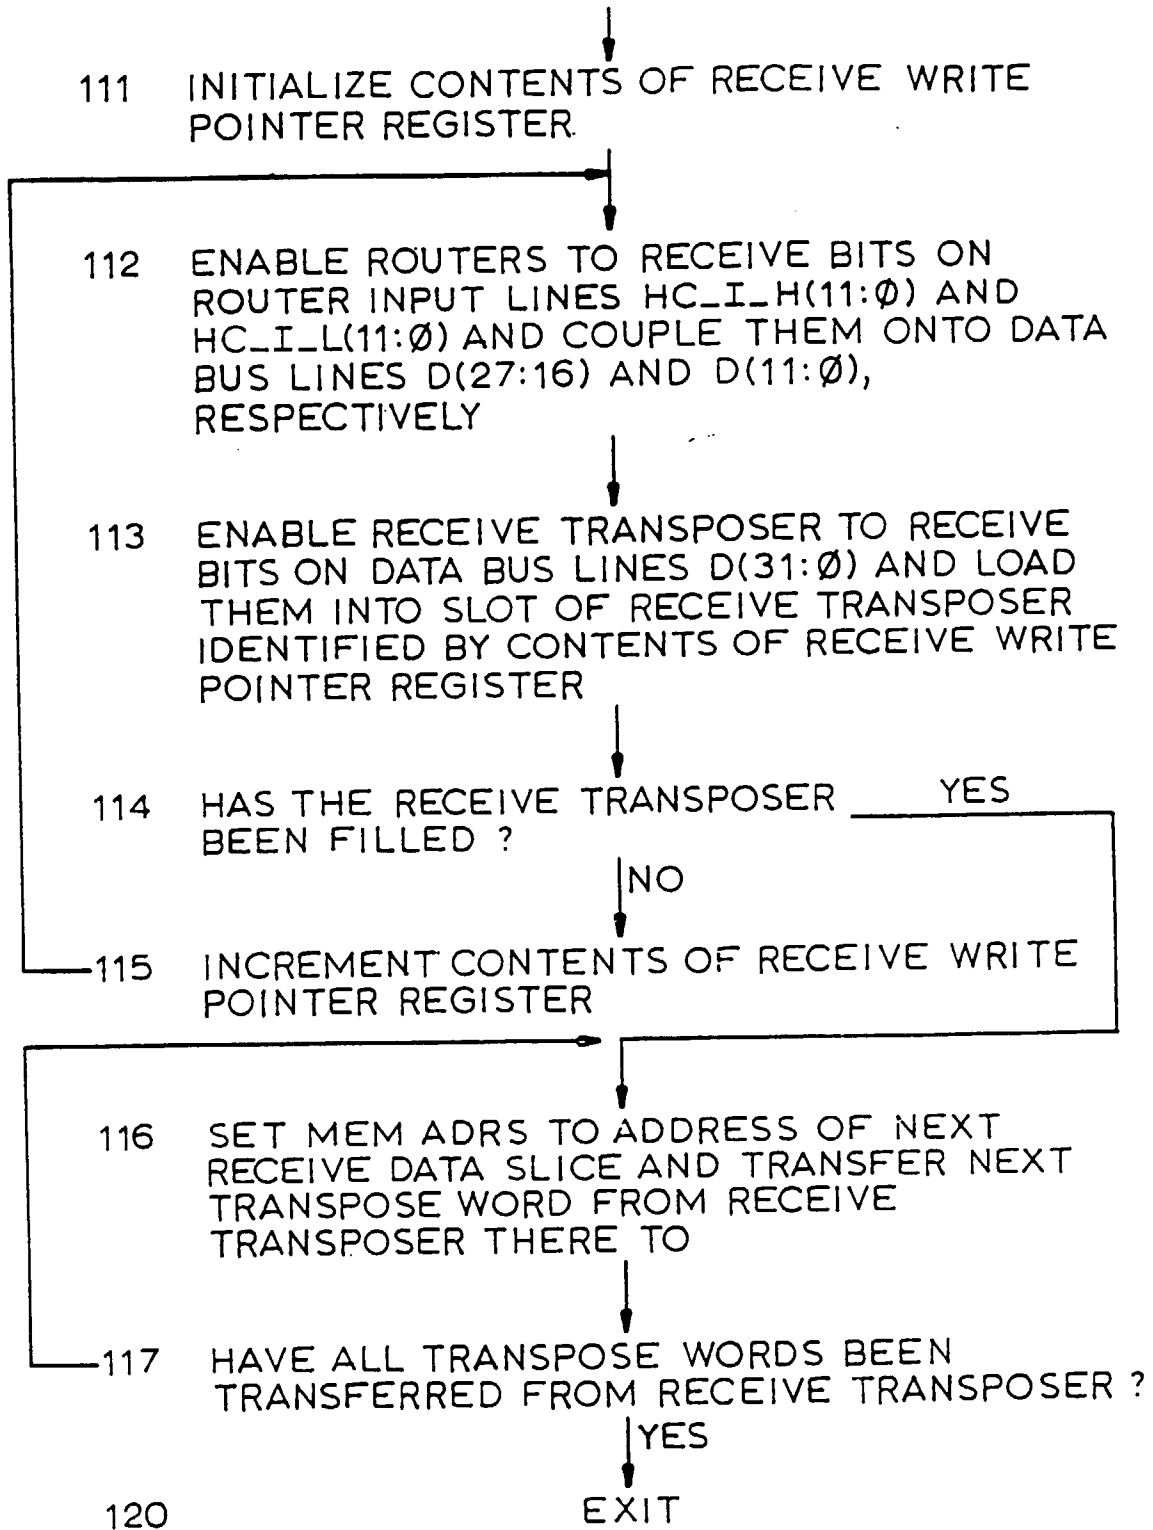 111 INITIALIZE CONTENTS OF RECEIVE WRITE
POINTER REGISTER.
112 ENABLE ROUTERS TO RECEIVE BITS ON
ROUTER INPUT LINES HC_I_H(11:Ø) AND
HC_I_L(11:Ø) AND COUPLE THEM ONTO DATA
BUS LINES D(27:16) AND D(11:Ø),
RESPECTIVELY
113 ENABLE RECEIVE TRANSPOSER TO RECEIVE
BITS ON DATA BUS LINES D(31:Ø) AND LOAD
THEM INTO SLOT OF RECEIVE TRANSPOSER
IDENTIFIED BY CONTENTS OF RECEIVE WRITE
POINTER REGISTER
114 HAS THE RECEIVE TRANSPOSER YES
BEEN FILLED ?
NO
115 INCREMENT CONTENTS OF RECEIVE WRITE
POINTER REGISTER
116 SET MEM ADRS TO ADDRESS OF NEXT
RECEIVE DATA SLICE AND TRANSFER NEXT
TRANSPOSE WORD FROM RECEIVE
TRANSPOSER THERE TO
117 HAVE ALL TRANSPOSE WORDS BEEN
TRANSFERRED FROM RECEIVE TRANSPOSER ?
YES
120 EXIT